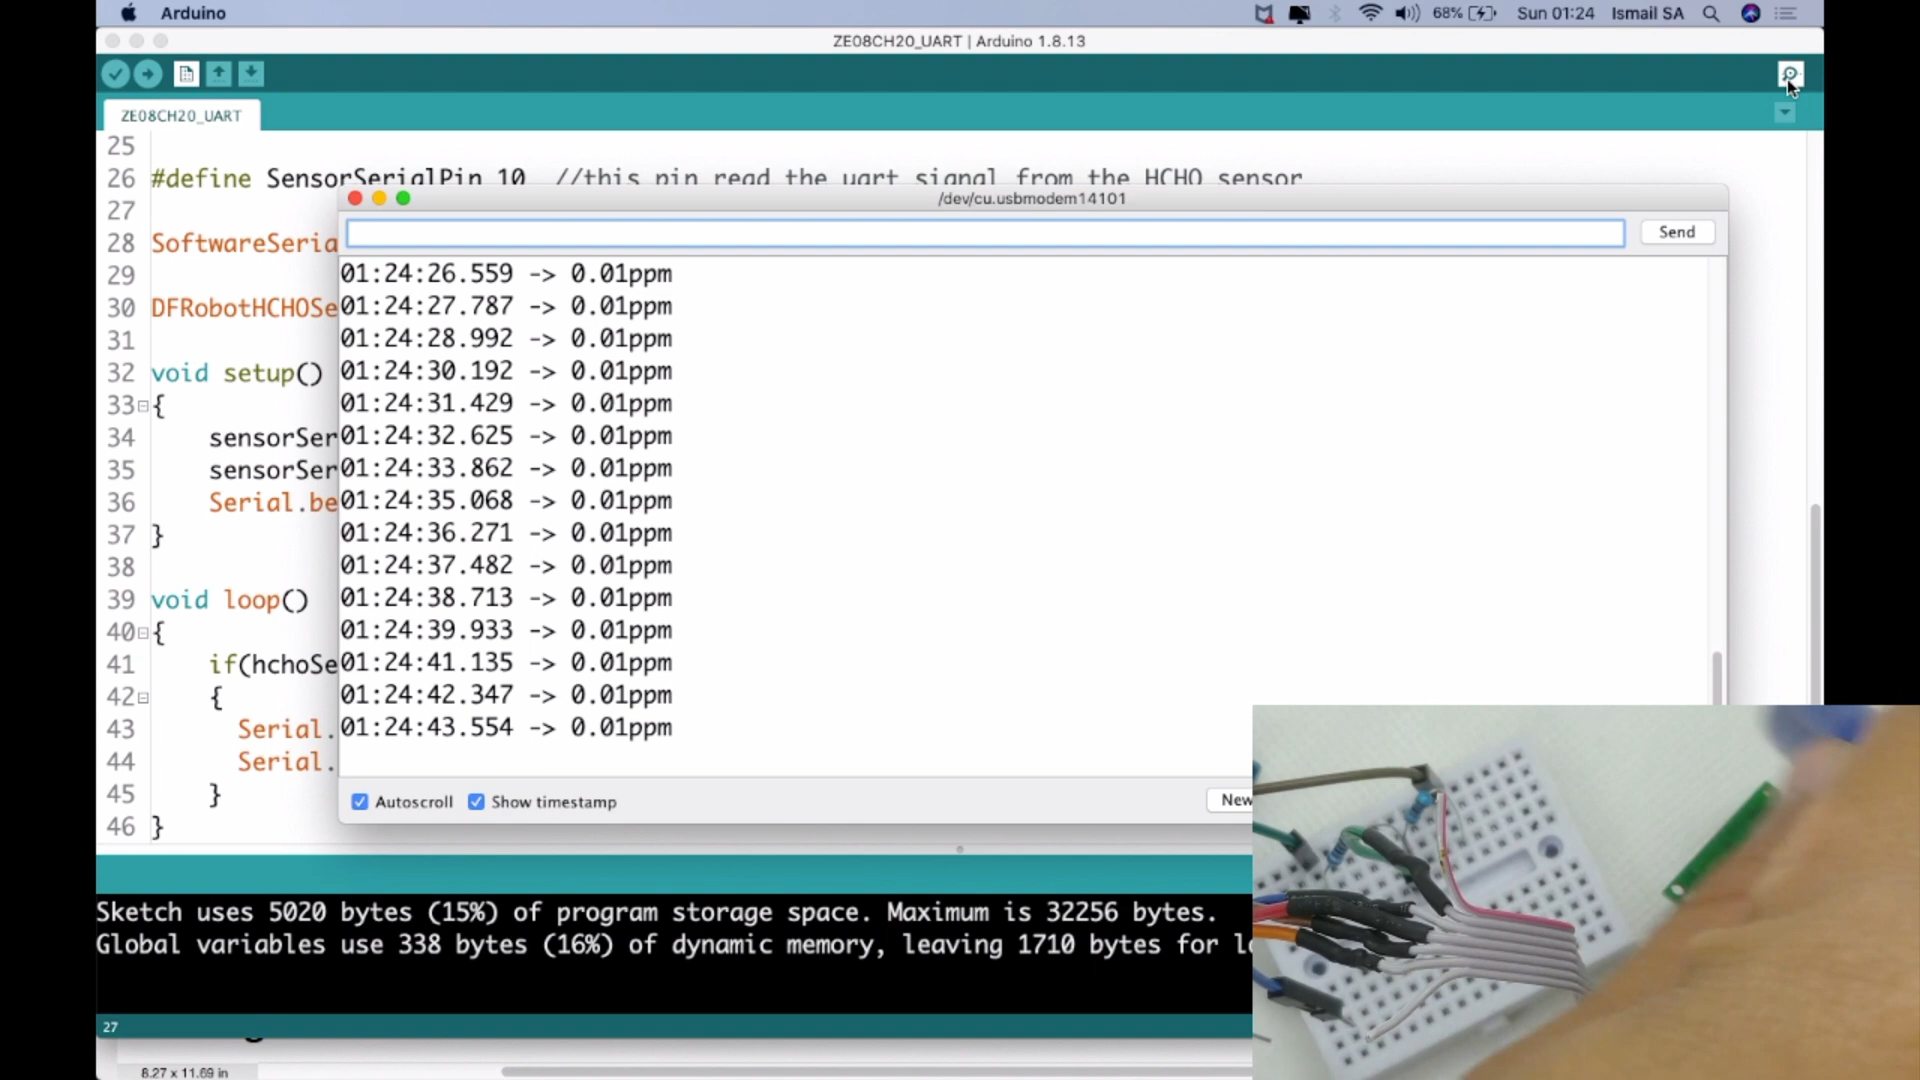 Arduino
68%
Sun 01:24
Ismail SA
ZE08CH20_UART | Arduino 1.8.13
ZE08CH20_UART
25
26 #define SensorSerialPin 10 //this pin read the uart signal from the HCHO sensor
27
28 SoftwareSeria
29
30 DFRobotHCHOSe
31
32 void setup()
33 {
34 sensorSer
35 sensorSer
36 Serial.be
37 }
38
39 void loop()
40 {
41 if(hchoSe
42 {
43 Serial.
44 Serial.
45 }
46 }
/dev/cu.usbmodem14101
Send
01:24:26.559 -> 0.01ppm
01:24:27.787 -> 0.01ppm
01:24:28.992 -> 0.01ppm
01:24:30.192 -> 0.01ppm
01:24:31.429 -> 0.01ppm
01:24:32.625 -> 0.01ppm
01:24:33.862 -> 0.01ppm
01:24:35.068 -> 0.01ppm
01:24:36.271 -> 0.01ppm
01:24:37.482 -> 0.01ppm
01:24:38.713 -> 0.01ppm
01:24:39.933 -> 0.01ppm
01:24:41.135 -> 0.01ppm
01:24:42.347 -> 0.01ppm
01:24:43.554 -> 0.01ppm
Autoscroll
Show timestamp
New
Sketch uses 5020 bytes (15%) of program storage space. Maximum is 32256 bytes.
Global variables use 338 bytes (16%) of dynamic memory, leaving 1710 bytes for lo
27
8.27 x 11.69 in